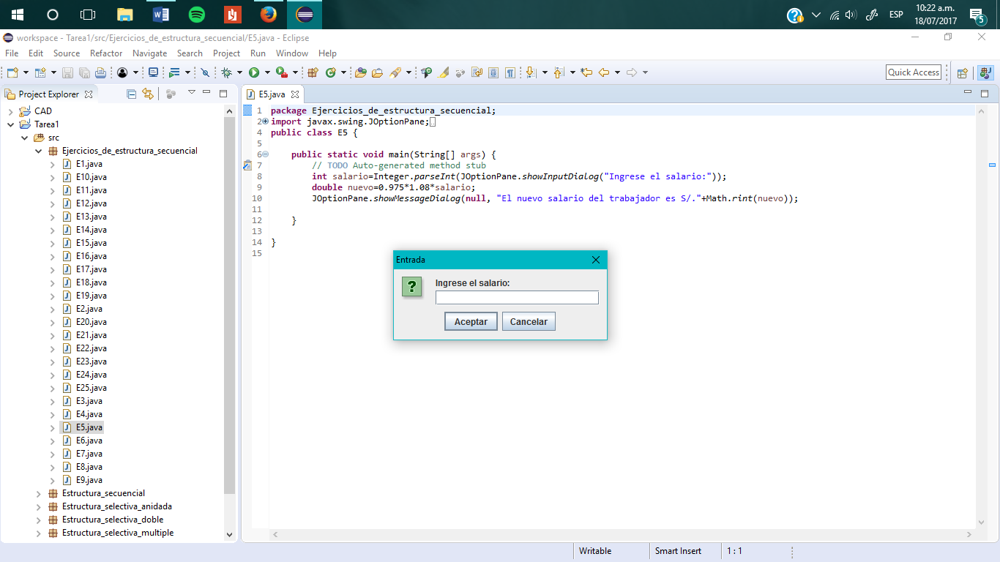 ESP
10:22 a.m.
18/07/2017
5
workspace - Tarea1/src/Ejercicios_de_estructura_secuencial/E5.java - Eclipse
File Edit Source Refactor Navigate Search Project Run Window Help
Quick Access
Project Explorer
CAD
Tarea1
src
Ejercicios_de_estructura_secuencial
E1.java
E10.java
E11.java
E12.java
E13.java
E14.java
E15.java
E16.java
E17.java
E18.java
E19.java
E2.java
E20.java
E21.java
E22.java
E23.java
E24.java
E25.java
E3.java
E4.java
E5.java
E6.java
E7.java
E8.java
E9.java
Estructura_secuencial
Estructura_selectiva_anidada
Estructura_selectiva_doble
Estructura_selectiva_multiple
E5.java
1 package Ejercicios_de_estructura_secuencial;
2 import javax.swing.JOptionPane;
4 public class E5 {
5
6 public static void main(String[] args) {
7 // TODO Auto-generated method stub
8 int salario=Integer.parseInt(JOptionPane.showInputDialog("Ingrese el salario:"));
9 double nuevo=0.975*1.08*salario;
10 JOptionPane.showMessageDialog(null, "El nuevo salario del trabajador es S/."+Math.rint(nuevo));
11
12 }
13
14 }
15
Entrada
Ingrese el salario:
Aceptar Cancelar
Writable Smart Insert 1 : 1